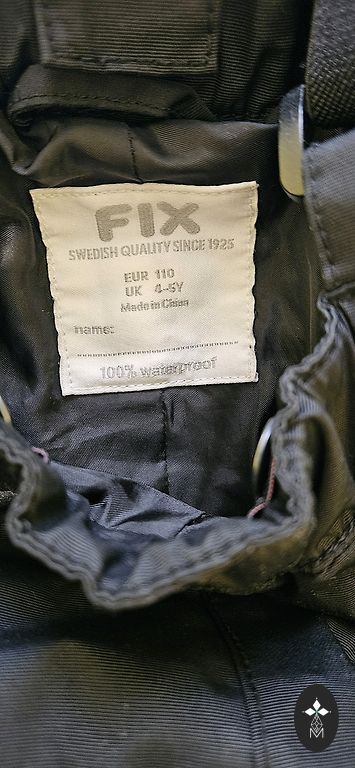 FIX
SWEDISH QUALITY SINCE 1925
EUR 110
UK 4-5Y
Made in China
name:
100% waterproof
M